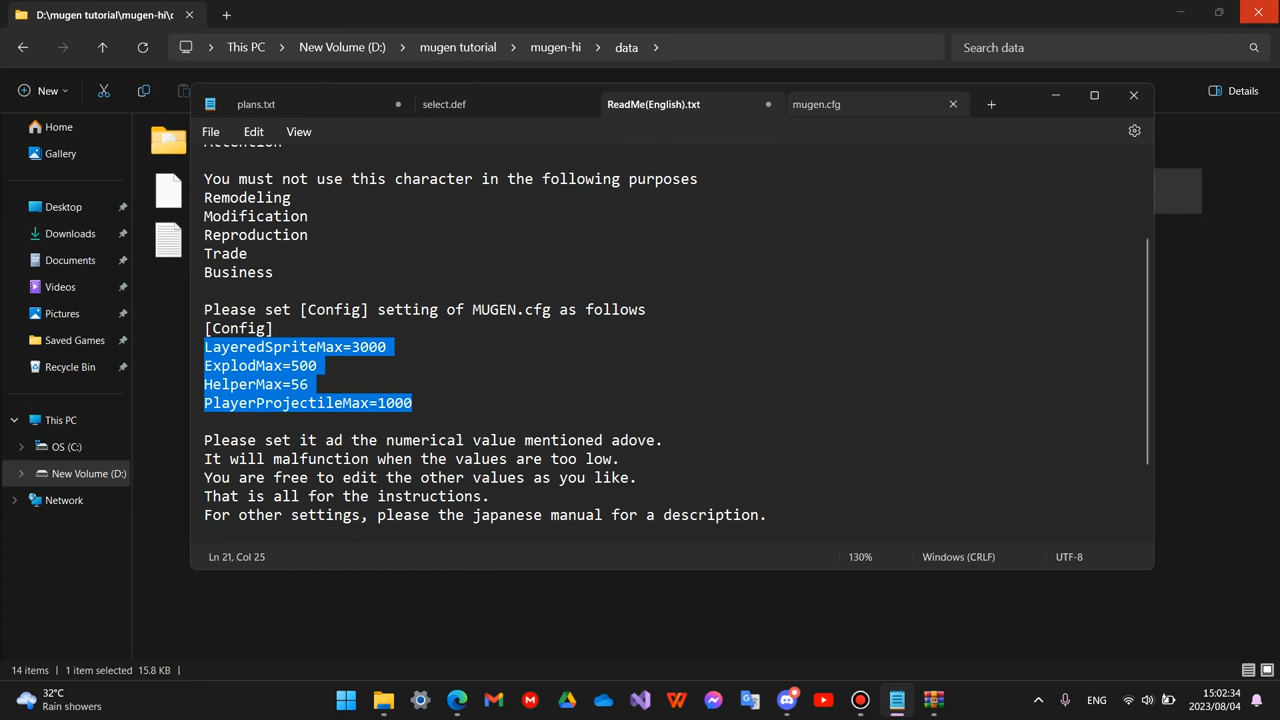 D:\mugen tutorial\mugen-hi\c
This PC
New Volume (D:)
mugen tutorial
mugen-hi
data
Search data
New
Details
plans.txt
select.def
ReadMe(English).txt
mugen.cfg
File
Edit
View
Home
Gallery
Desktop
Downloads
Documents
Videos
Pictures
Saved Games
Recycle Bin
This PC
OS (C:)
New Volume (D:)
Network
Attention
You must not use this character in the following purposes
Remodeling
Modification
Reproduction
Trade
Business
Please set [Config] setting of MUGEN.cfg as follows
[Config]
LayeredSpriteMax=3000
ExplodMax=500
HelperMax=56
PlayerProjectileMax=1000
Please set it ad the numerical value mentioned adove.
It will malfunction when the values are too low.
You are free to edit the other values as you like.
That is all for the instructions.
For other settings, please the japanese manual for a description.
Ln 21, Col 25
130%
Windows (CRLF)
UTF-8
14 items
1 item selected 15.8 KB
32°C
Rain showers
ENG
15:02:34
2023/08/04